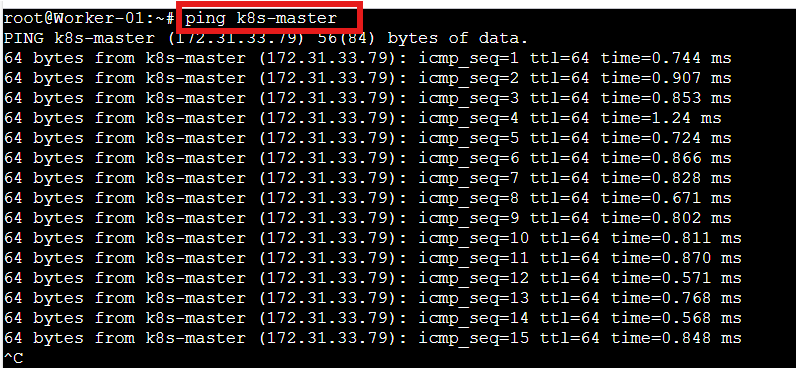 root@Worker-01:~# ping k8s-master
PING k8s-master (172.31.33.79) 56(84) bytes of data.
64 bytes from k8s-master (172.31.33.79): icmp_seq=1 ttl=64 time=0.744 ms
64 bytes from k8s-master (172.31.33.79): icmp_seq=2 ttl=64 time=0.907 ms
64 bytes from k8s-master (172.31.33.79): icmp_seq=3 ttl=64 time=0.853 ms
64 bytes from k8s-master (172.31.33.79): icmp_seq=4 ttl=64 time=1.24 ms
64 bytes from k8s-master (172.31.33.79): icmp_seq=5 ttl=64 time=0.724 ms
64 bytes from k8s-master (172.31.33.79): icmp_seq=6 ttl=64 time=0.866 ms
64 bytes from k8s-master (172.31.33.79): icmp_seq=7 ttl=64 time=0.828 ms
64 bytes from k8s-master (172.31.33.79): icmp_seq=8 ttl=64 time=0.671 ms
64 bytes from k8s-master (172.31.33.79): icmp_seq=9 ttl=64 time=0.802 ms
64 bytes from k8s-master (172.31.33.79): icmp_seq=10 ttl=64 time=0.811 ms
64 bytes from k8s-master (172.31.33.79): icmp_seq=11 ttl=64 time=0.870 ms
64 bytes from k8s-master (172.31.33.79): icmp_seq=12 ttl=64 time=0.571 ms
64 bytes from k8s-master (172.31.33.79): icmp_seq=13 ttl=64 time=0.768 ms
64 bytes from k8s-master (172.31.33.79): icmp_seq=14 ttl=64 time=0.568 ms
64 bytes from k8s-master (172.31.33.79): icmp_seq=15 ttl=64 time=0.848 ms
^C